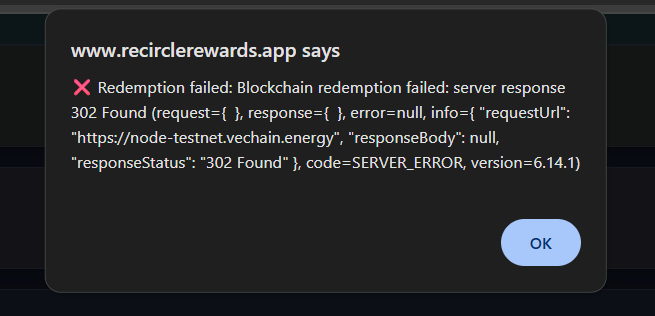 www.recirclerewards.app says
❌ Redemption failed: Blockchain redemption failed: server response
302 Found (request={  }, response={  }, error=null, info={ "requestUrl":
"https://node-testnet.vechain.energy", "responseBody": null,
"responseStatus": "302 Found" }, code=SERVER_ERROR, version=6.14.1)
OK